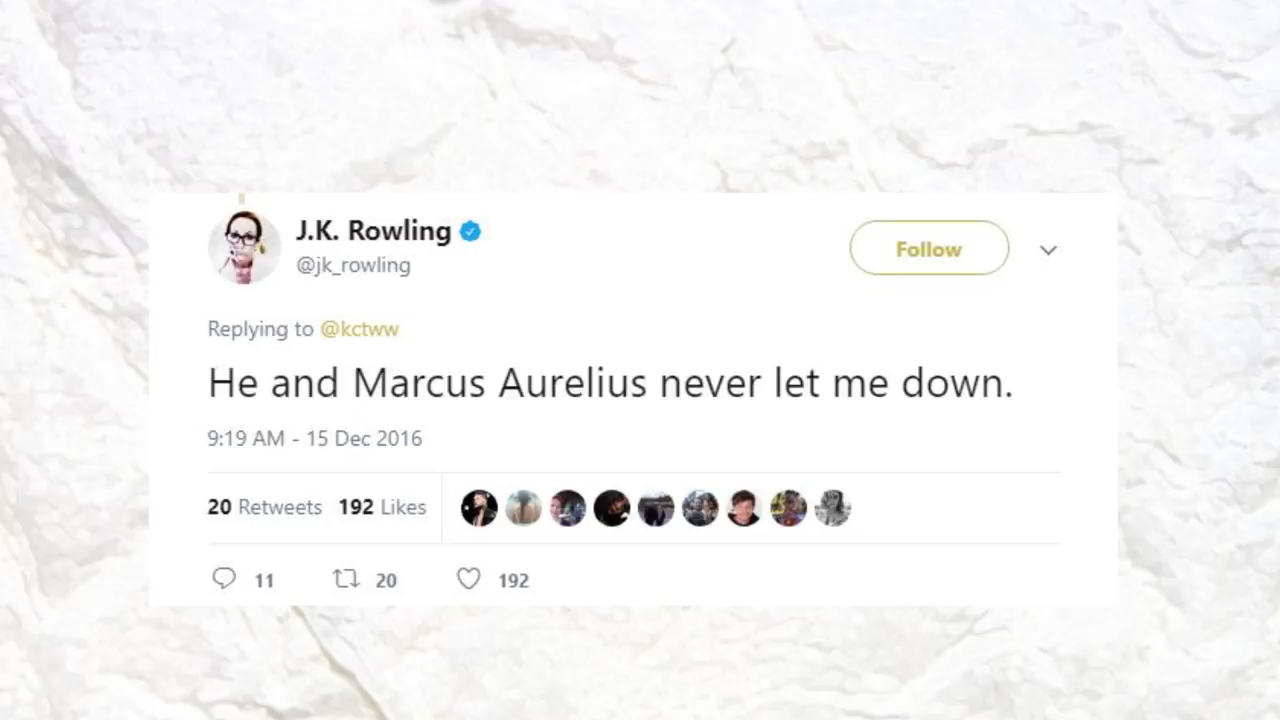 J.K. Rowling
@jk_rowling
Follow
Replying to @kctww
He and Marcus Aurelius never let me down.
9:19 AM - 15 Dec 2016
20 Retweets 192 Likes
11 20 192